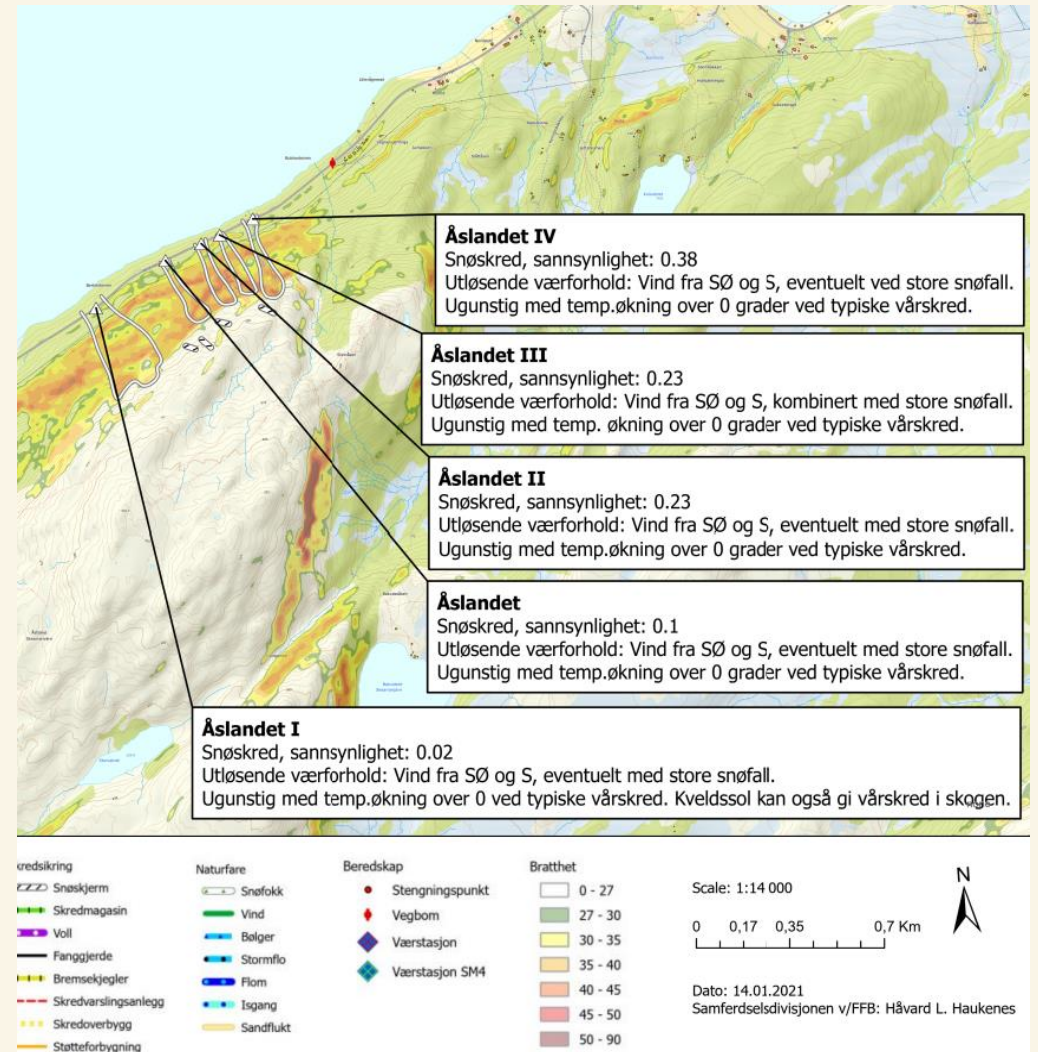 Åslandet IV
Snøskred, sannsynlighet: 0.38
Utløsende værforhold: Vind fra SØ og S, eventuelt ved store snøfall.
Ugunstig med temp.økning over 0 grader ved typiske vårskred.
Åslandet III
Snøskred, sannsynlighet: 0.23
Utløsende værforhold: Vind fra SØ og S, kombinert med store snøfall.
Ugunstig med temp. økning over 0 grader ved typiske vårskred.
Åslandet II
Snøskred, sannsynlighet: 0.23
Utløsende værforhold: Vind fra SØ og S, eventuelt med store snøfall.
Ugunstig med temp.økning over 0 grader ved typiske vårskred.
Åslandet
Snøskred, sannsynlighet: 0.1
Utløsende værforhold: Vind fra SØ og S, eventuelt med store snøfall.
Ugunstig med temp.økning over 0 grader ved typiske vårskred.
Åslandet I
Snøskred, sannsynlighet: 0.02
Utløsende værforhold: Vind fra SØ og S, eventuelt med store snøfall.
Ugunstig med temp.økning over 0 ved typiske vårskred. Kveldssol kan også gi vårskred i skogen.
kredsikring
Snøskjerm
Skredmagasin
Voll
Fanggjerde
Bremsekjegler
Skredvarslingsanlegg
Skredoverbygg
Støtteforbygning
Naturfare
Snøfokk
Vind
Bølger
Stormflo
Flom
Isgang
Sandflukt
Beredskap
Stengningspunkt
Vegbom
Værstasjon
Værstasjon SM4
Bratthet
0 - 27
27 - 30
30 - 35
35 - 40
40 - 45
45 - 50
50 - 90
Scale: 1:14 000
0 0,17 0,35 0,7 Km
N
Dato: 14.01.2021
Samferdselsdivisjonen v/FFB: Håvard L. Haukenes